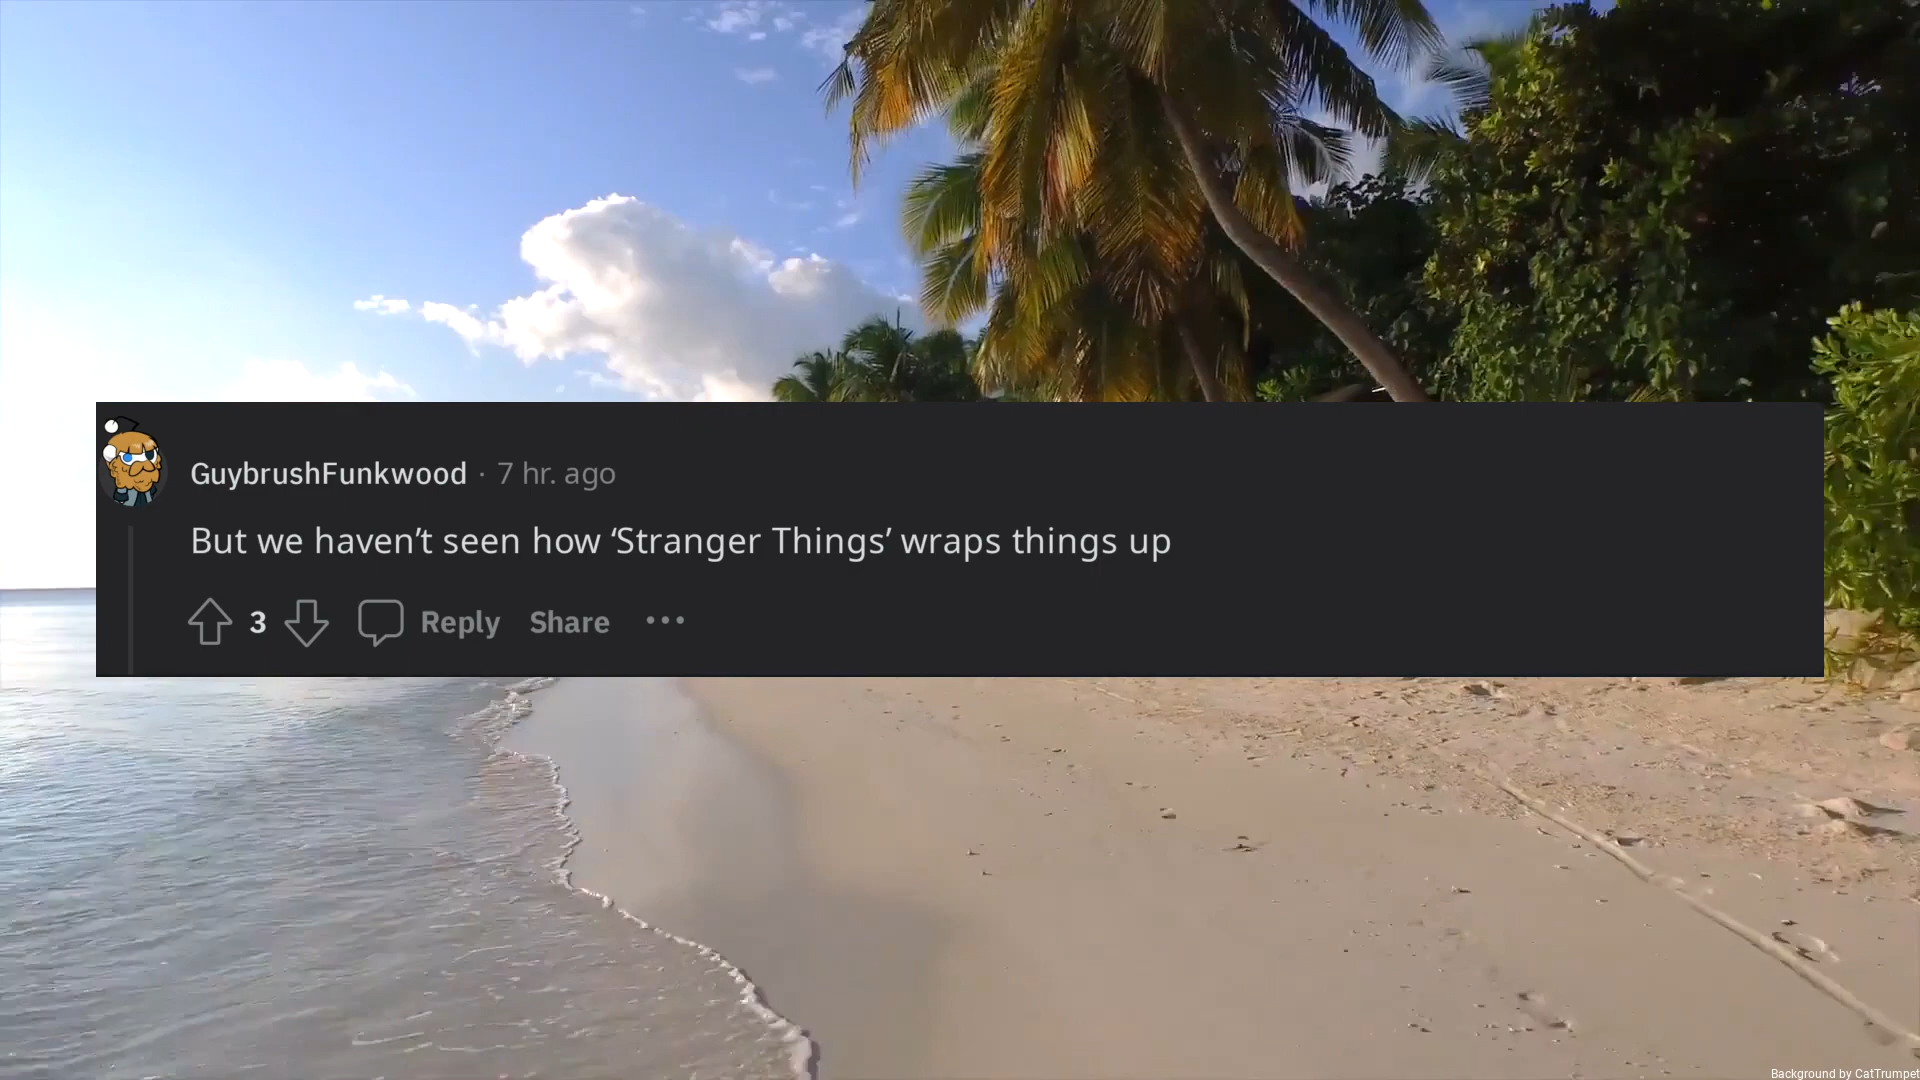 GuybrushFunkwood · 7 hr. ago
But we haven’t seen how ‘Stranger Things’ wraps things up
3 Reply Share ···
Background by CatTrumpet